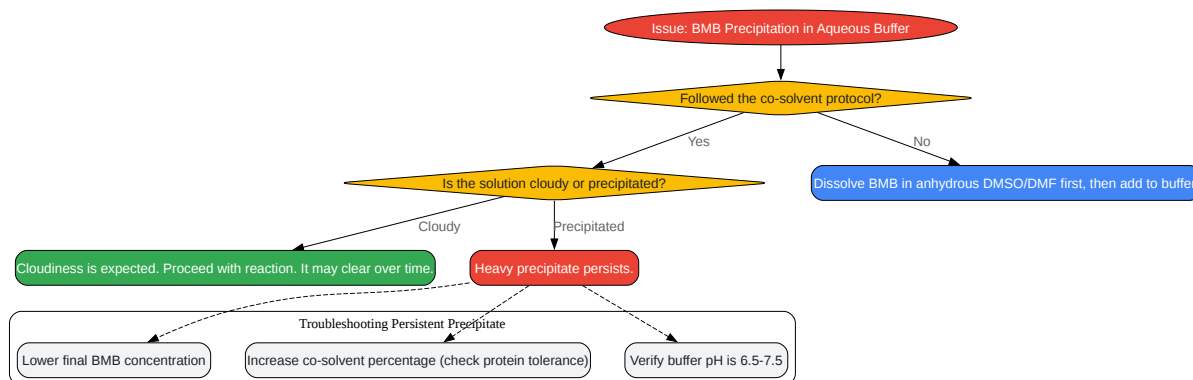 Issue: BMB Precipitation in Aqueous Buffer
Followed the co-solvent protocol?
Yes
No
Is the solution cloudy or precipitated?
Dissolve BMB in anhydrous DMSO/DMF first, then add to buffer
Cloudy
Precipitated
Cloudiness is expected. Proceed with reaction. It may clear over time.
Heavy precipitate persists.
Troubleshooting Persistent Precipitate
Lower final BMB concentration
Increase co-solvent percentage (check protein tolerance)
Verify buffer pH is 6.5-7.5